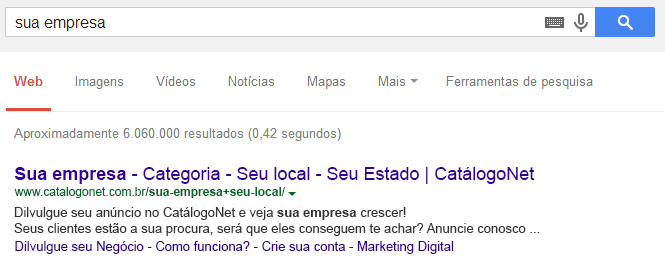 sua empresa
Web Imagens Vídeos Notícias Mapas Mais Ferramentas de pesquisa
Aproximadamente 6.060.000 resultados (0,42 segundos)
Sua empresa - Categoria - Seu local - Seu Estado | CatálogoNet
www.catalogonet.com.br/sua-empresa+seu-local/
Dilvulgue seu anúncio no CatálogoNet e veja sua empresa crescer!
Seus clientes estão a sua procura, será que eles conseguem te achar? Anuncie conosco ...
Dilvulgue seu Negócio - Como funciona? - Crie sua conta - Marketing Digital